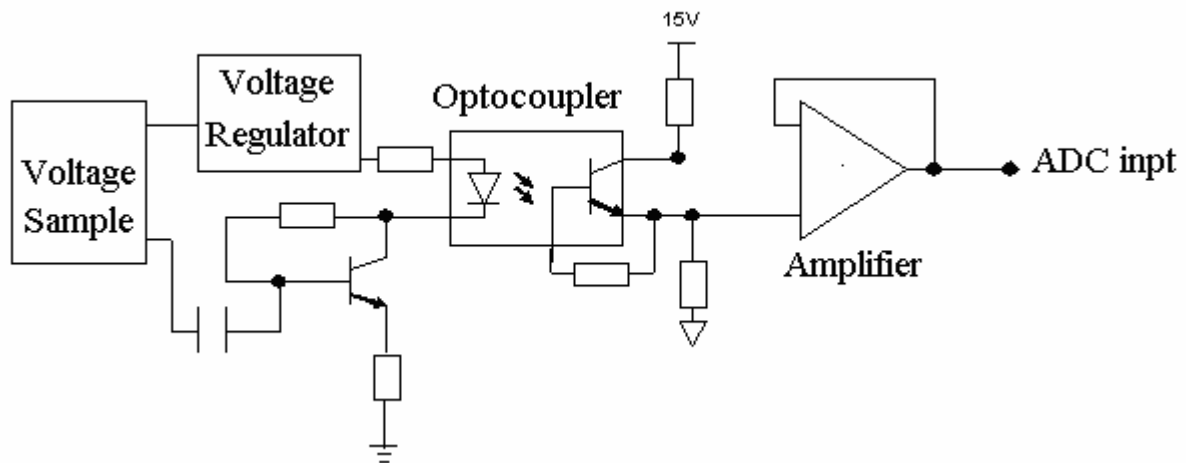 15V
Voltage
Regulator
Optocoupler
Voltage
Sample
ADC inpt
Amplifier